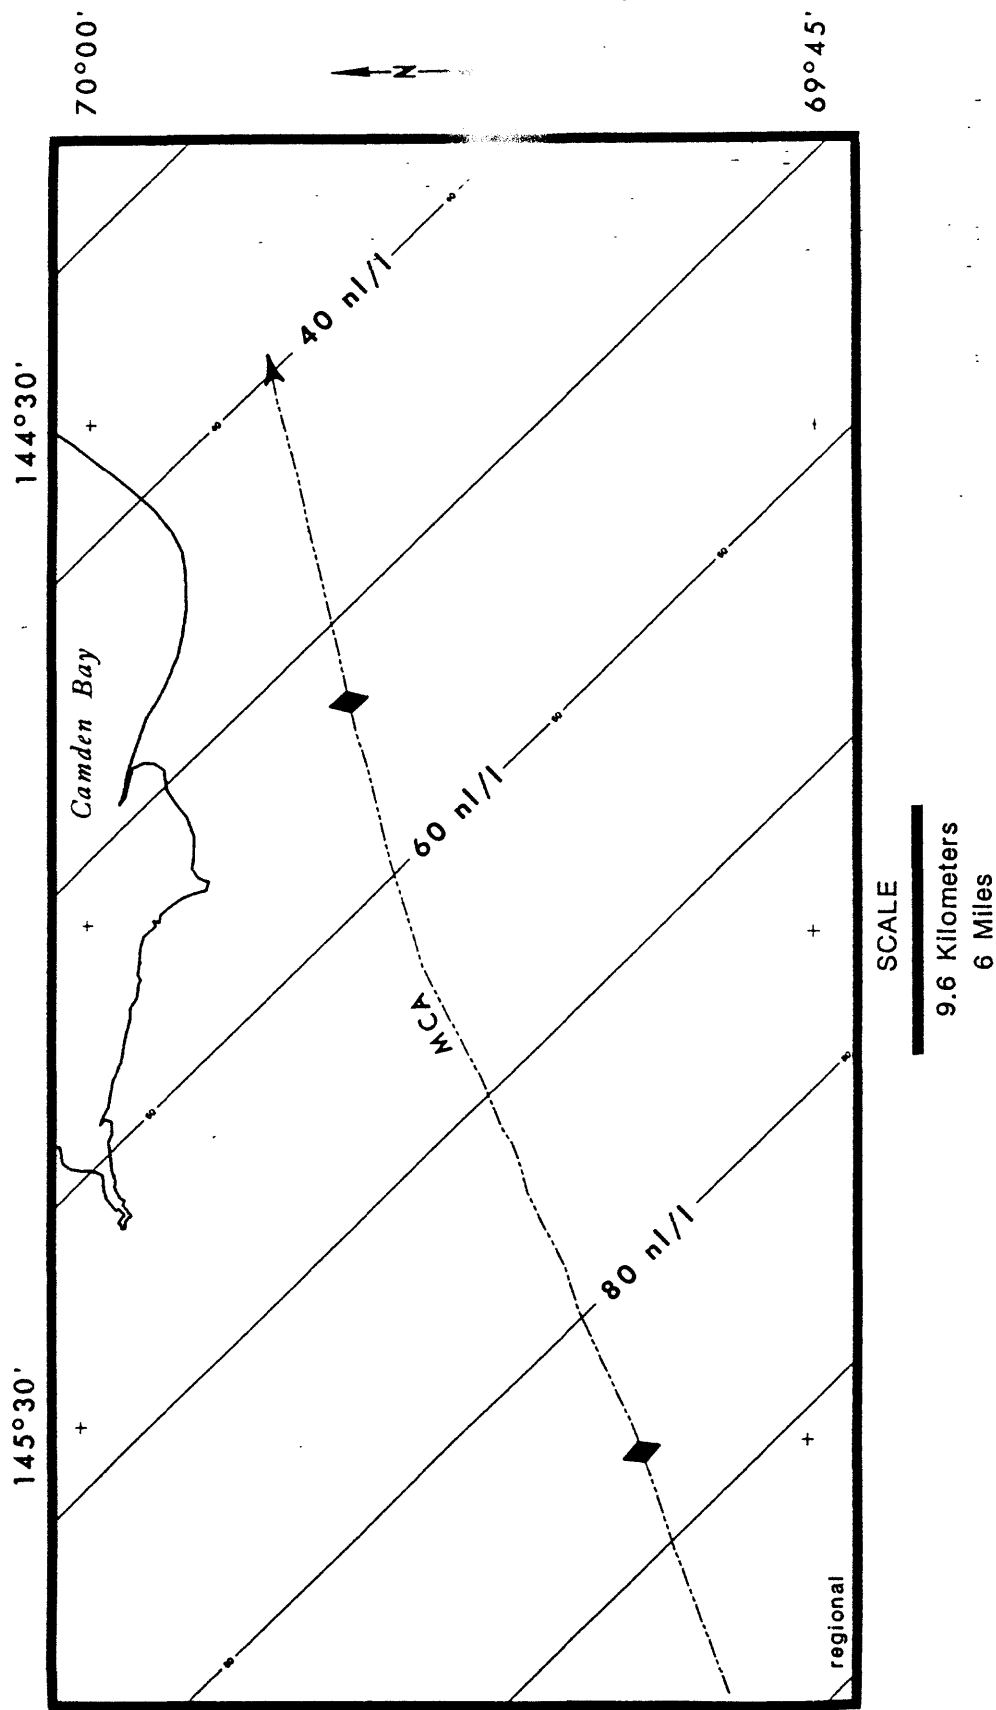 145°30'
144°30'
70°00'
Camden Bay
N
40 nl/l
60 nl/l
MCA
80 nl/l
69°45'
regional
SCALE
9.6 Kilometers
6 Miles